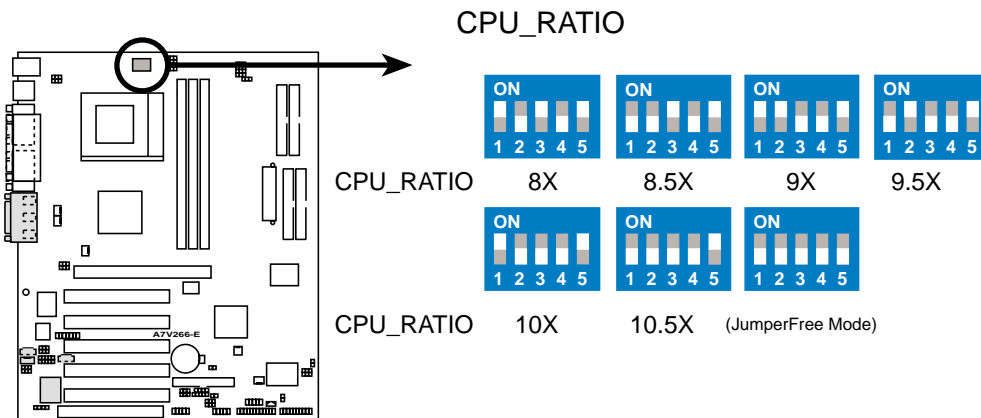 CPU_RATIO
ON ON ON ON
1 2 3 4 5 1 2 3 4 5 1 2 3 4 5 1 2 3 4 5
CPU_RATIO 8X 8.5X 9X 9.5X
ON ON ON
1 2 3 4 5 1 2 3 4 5 1 2 3 4 5
CPU_RATIO 10X 10.5X (JumperFree Mode)
A7V266-E